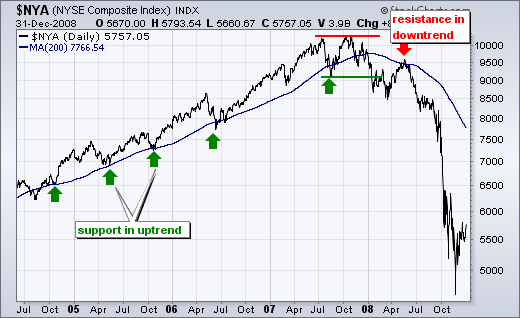 $NYA (NYSE Composite Index) INDX
31-Dec-2008 O 5670.00 H 5793.54 L 5660.67 C 5757.05 V 3.9B Chg
resistance in
downtrend
$NYA (Daily) 5757.05
MA(200) 7766.54
10000
9500
9000
8500
8000
7500
7000
6500
6000
5500
5000
support in uptrend
Jul Oct 05 Apr Jul Oct 06 Apr Jul Oct 07 Apr Jul Oct 08 Apr Jul Oct